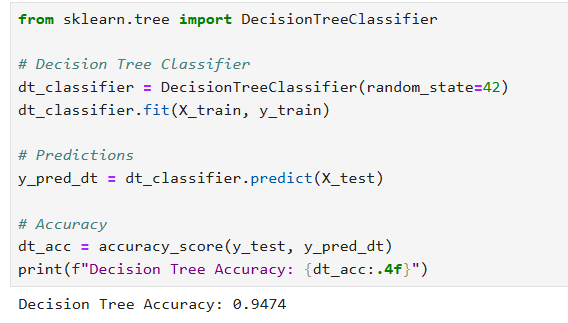 from sklearn.tree import DecisionTreeClassifier
# Decision Tree Classifier
dt_classifier = DecisionTreeClassifier(random_state=42)
dt_classifier.fit(X_train, y_train)
# Predictions
y_pred_dt = dt_classifier.predict(X_test)
# Accuracy
dt_acc = accuracy_score(y_test, y_pred_dt)
print(f"Decision Tree Accuracy: {dt_acc:.4f}")
Decision Tree Accuracy: 0.9474